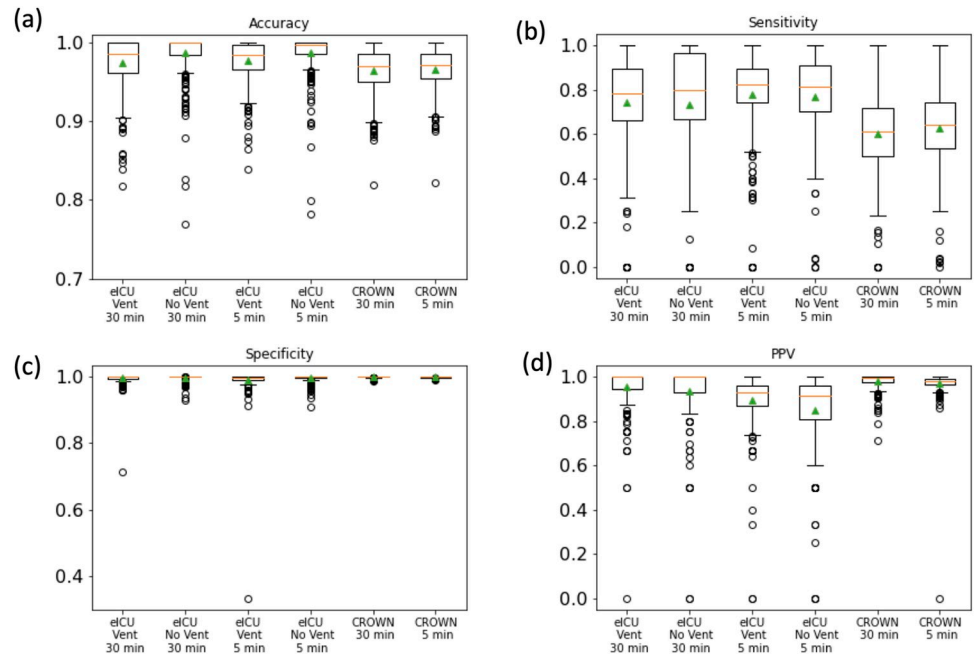 (a)
Accuracy
1.0
0.9
0.8
0.7
eICU
Vent
30 min
eICU
No Vent
30 min
eICU
Vent
5 min
eICU
No Vent
5 min
CROWN
30 min
CROWN
5 min
(b)
Sensitivity
1.0
0.8
0.6
0.4
0.2
0.0
eICU
Vent
30 min
eICU
No Vent
30 min
eICU
Vent
5 min
eICU
No Vent
5 min
CROWN
30 min
CROWN
5 min
(c)
Specificity
1.0
0.8
0.6
0.4
eICU
Vent
30 min
eICU
No Vent
30 min
eICU
Vent
5 min
eICU
No Vent
5 min
CROWN
30 min
CROWN
5 min
(d)
PPV
1.0
0.8
0.6
0.4
0.2
0.0
eICU
Vent
30 min
eICU
No Vent
30 min
eICU
Vent
5 min
eICU
No Vent
5 min
CROWN
30 min
CROWN
5 min